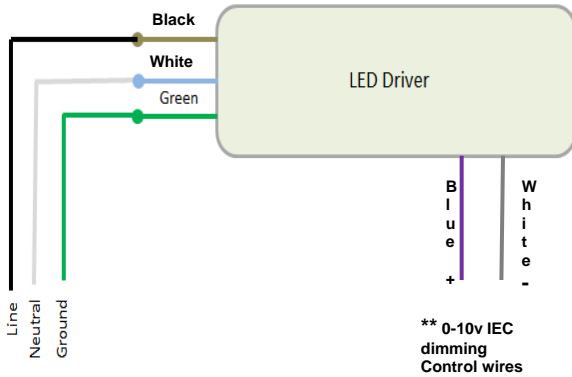 Black
White
Green
LED Driver
Blue
+
White
-
Line
Neutral
Ground
** 0-10v IEC
dimming
Control wires